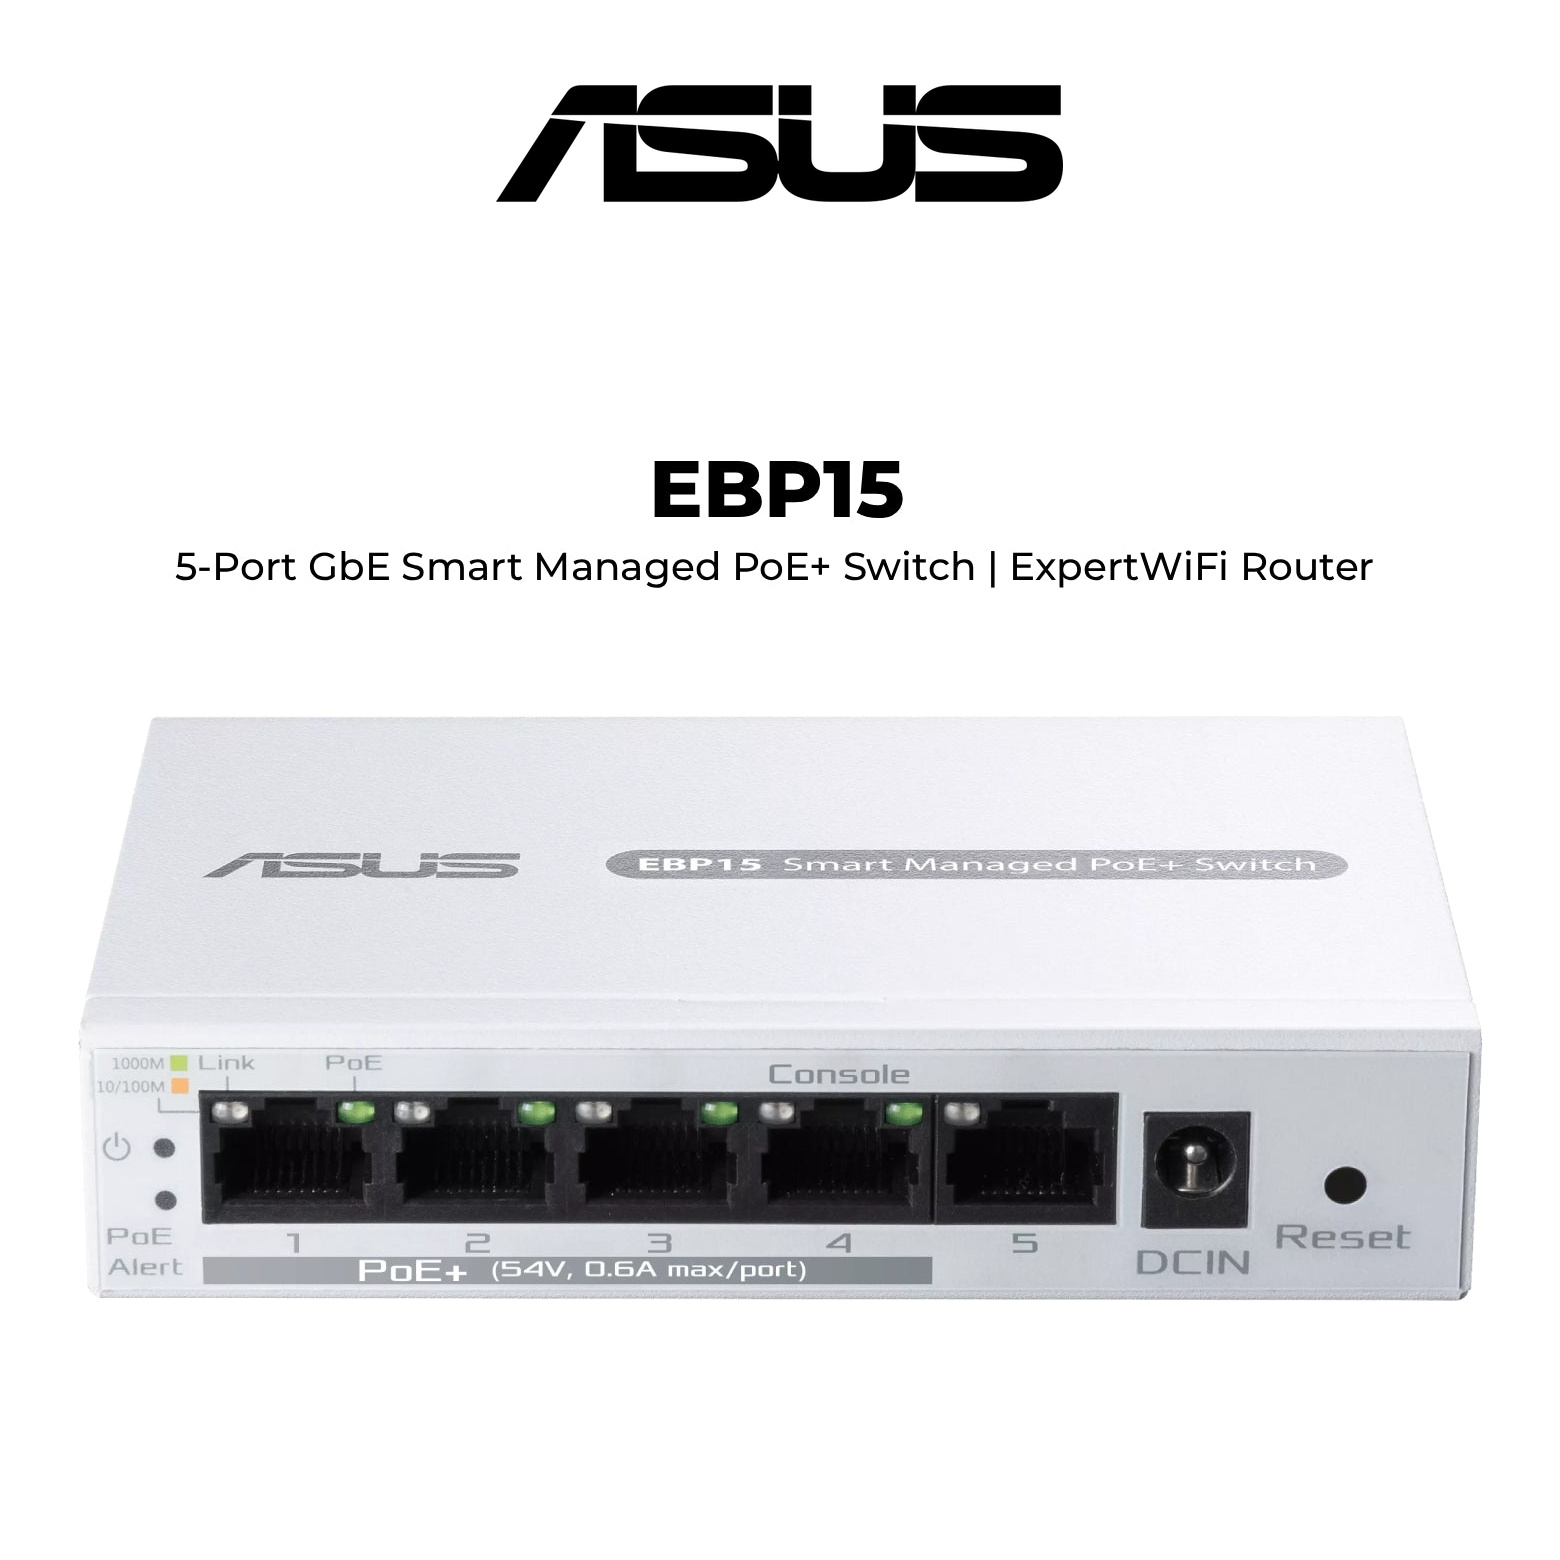 ASUS
EBP15
5-Port GbE Smart Managed PoE+ Switch | ExpertWiFi Router
ASUS EBP15 Smart Managed PoE+ Switch
1000M Link PoE
10/100M Console
PoE
Alert
1 2 3 4 5
PoE+ (54V, 0.6A max/port)
DCIN
Reset